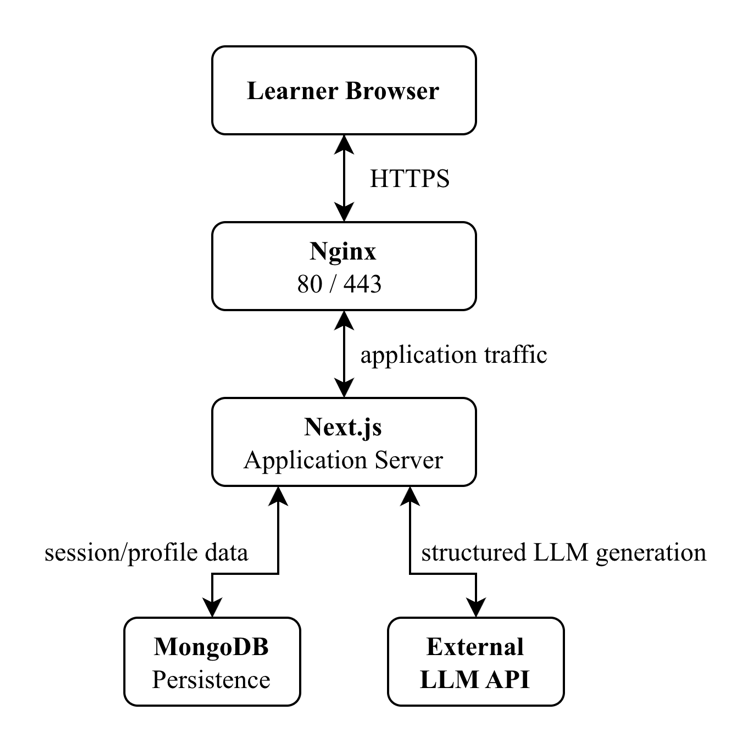 Learner Browser
HTTPS
Nginx
80 / 443
application traffic
Next.js
Application Server
session/profile data
structured LLM generation
MongoDB
Persistence
External
LLM API